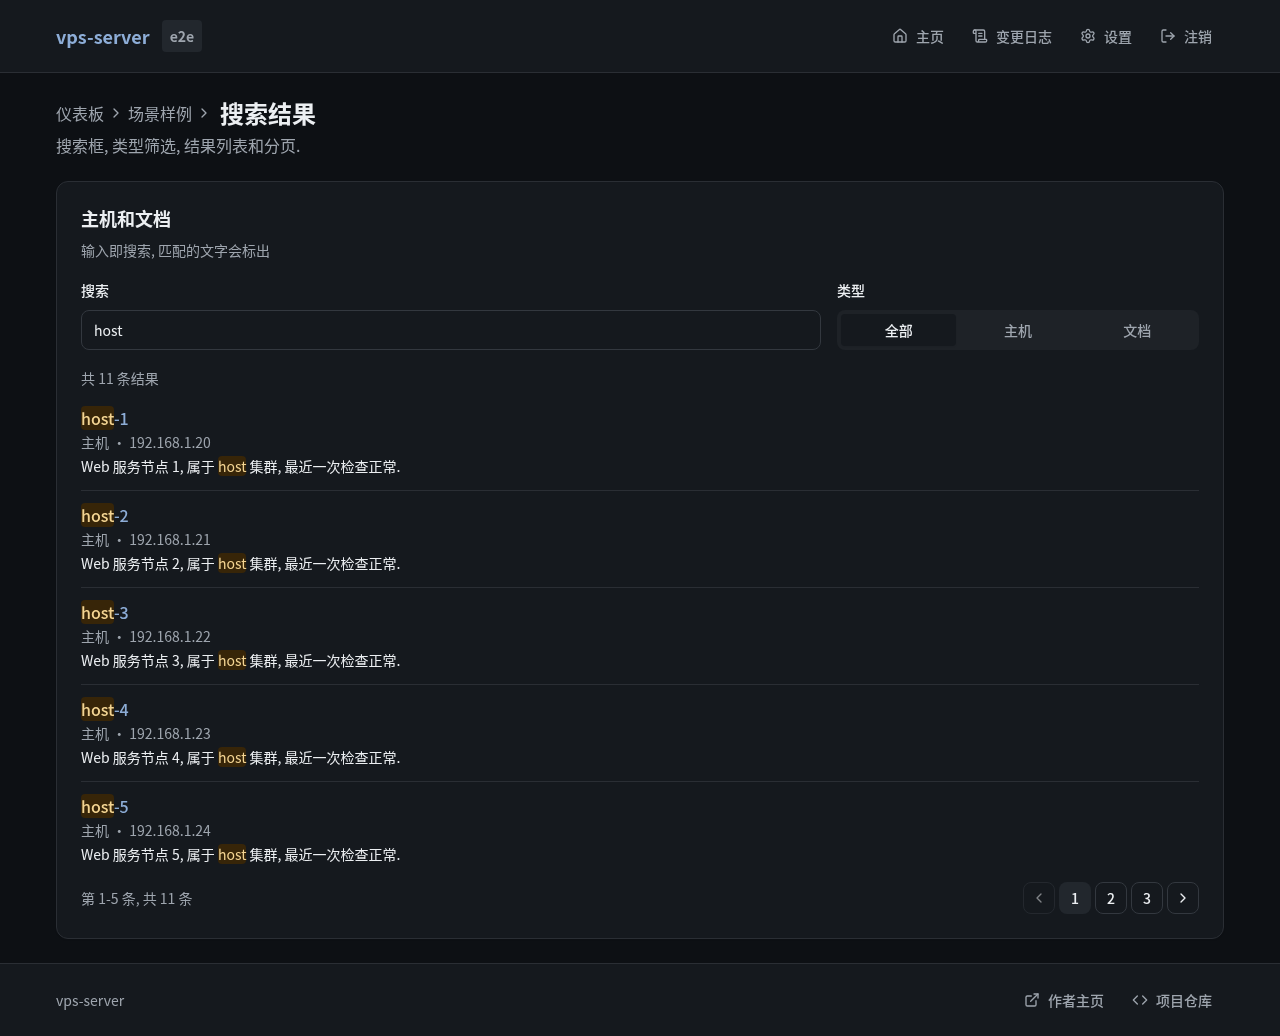 vps-server e2e 主页 变更日志 设置 注销
仪表板 > 场景样例 > 搜索结果
搜索框, 类型筛选, 结果列表和分页.
主机和文档
输入即搜索, 匹配的文字会标出
搜索 类型
host 全部 主机 文档
共 11 条结果
host-1
主机 • 192.168.1.20
Web 服务节点 1, 属于 host 集群, 最近一次检查正常.
host-2
主机 • 192.168.1.21
Web 服务节点 2, 属于 host 集群, 最近一次检查正常.
host-3
主机 • 192.168.1.22
Web 服务节点 3, 属于 host 集群, 最近一次检查正常.
host-4
主机 • 192.168.1.23
Web 服务节点 4, 属于 host 集群, 最近一次检查正常.
host-5
主机 • 192.168.1.24
Web 服务节点 5, 属于 host 集群, 最近一次检查正常.
第 1-5 条, 共 11 条 1 2 3
vps-server 作者主页 项目仓库